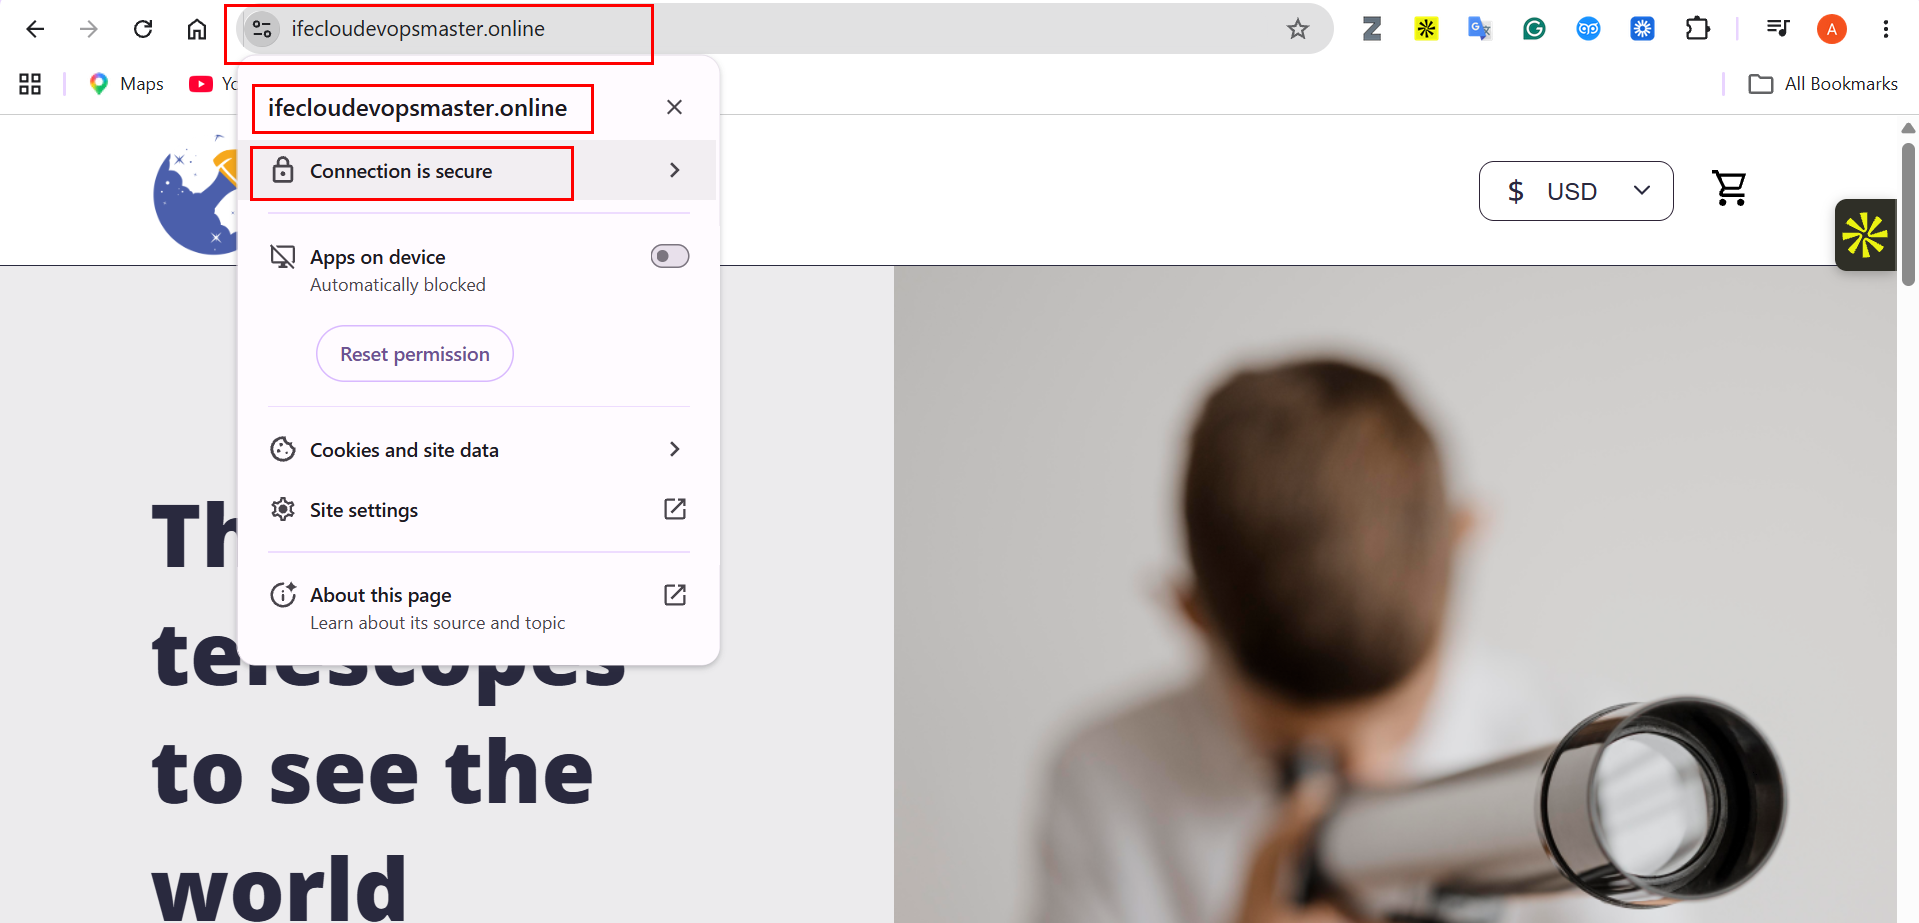 ifecloudevopsmaster.online
A
Maps
All Bookmarks
ifecloudevopsmaster.online
Connection is secure
$ USD
Apps on device
Automatically blocked
Reset permission
Cookies and site data
Site settings
About this page
Learn about its source and topic
telescopes
to see the
world